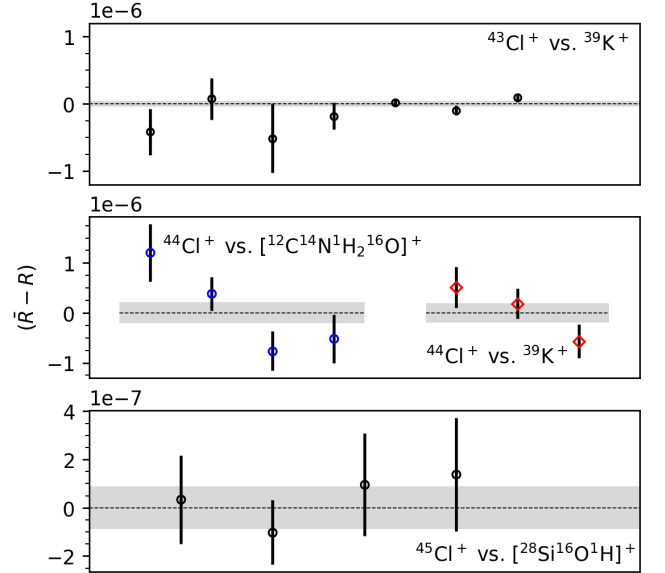 1e−6
⁴³Cl⁺ vs. ³⁹K⁺
1
0
−1
1e−6
⁴⁴Cl⁺ vs. [¹²C¹⁴N¹H₂¹⁶O]⁺
1
0
−1
⁴⁴Cl⁺ vs. ³⁹K⁺
(R̄ − R)
1e−7
4
2
0
−2
⁴⁵Cl⁺ vs. [²⁸Si¹⁶O¹H]⁺